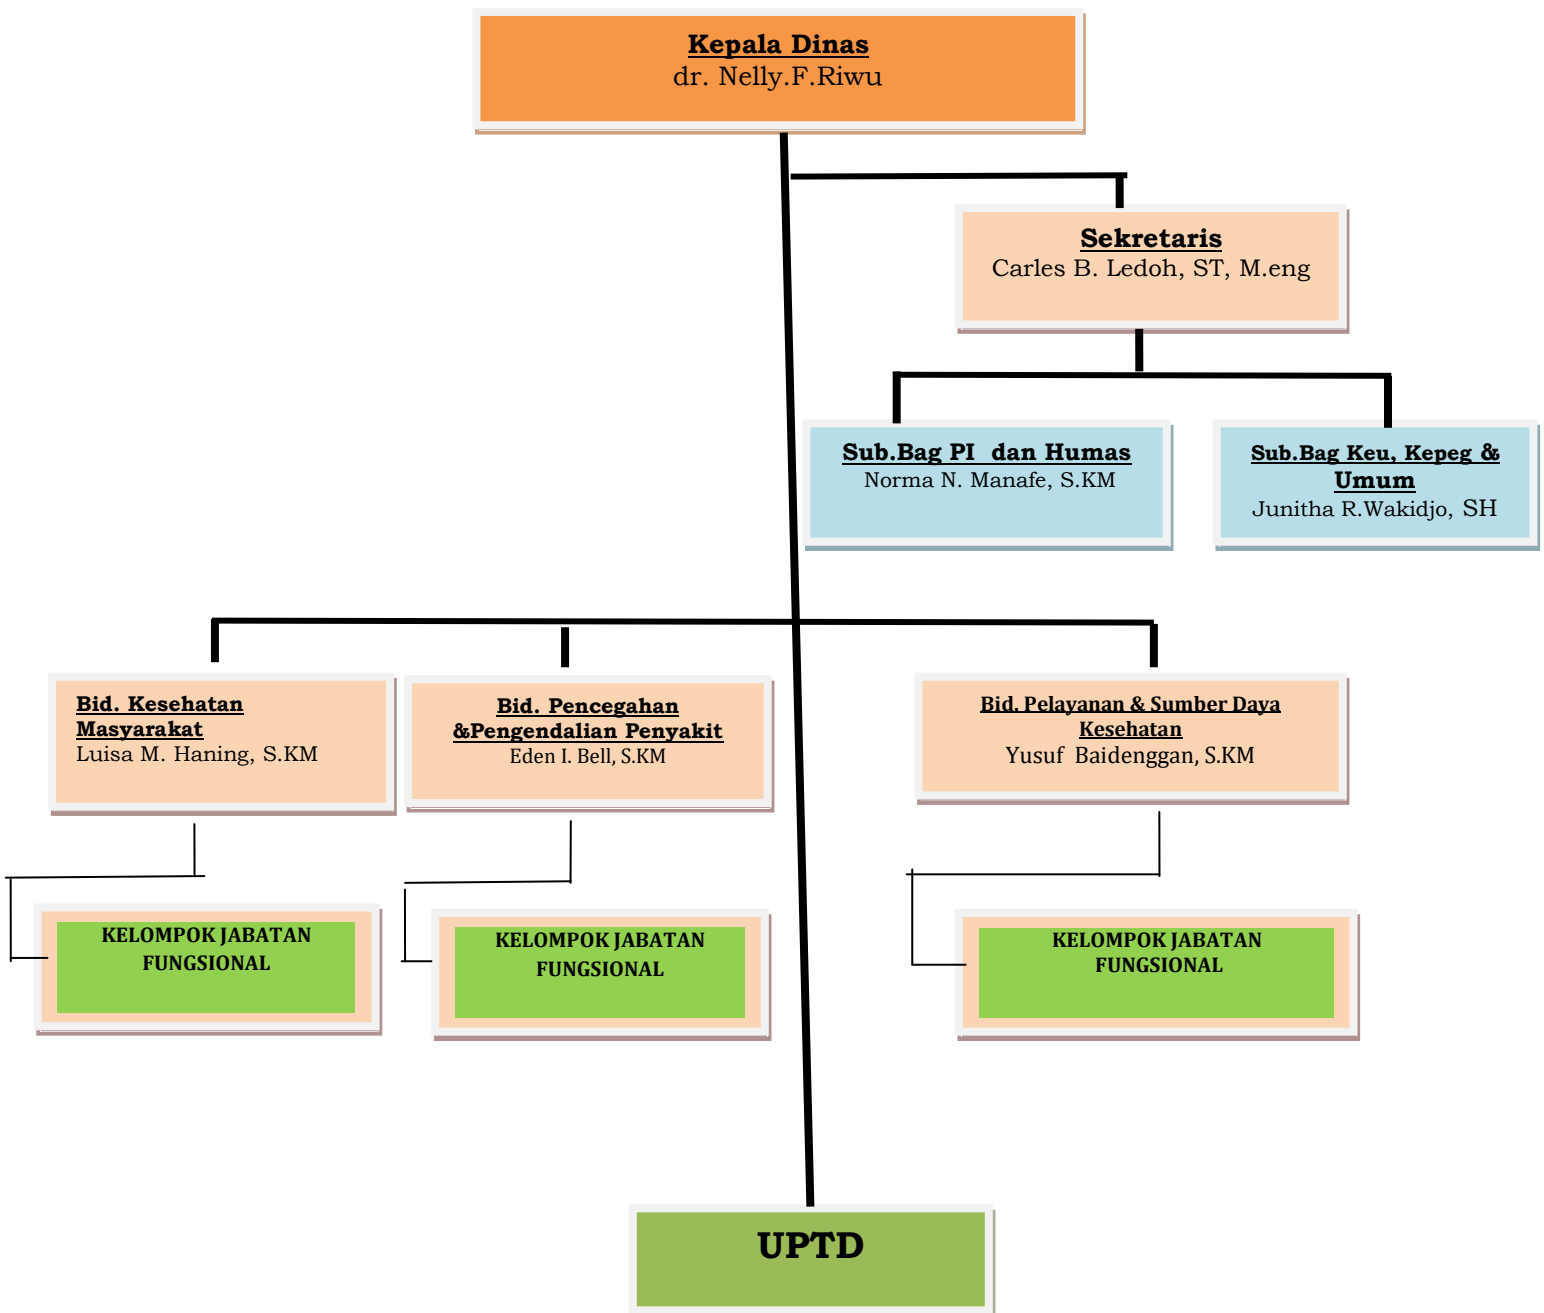 Kepala Dinas
dr. Nelly.F.Riwu
Sekretaris
Carles B. Ledoh, ST, M.eng
Sub.Bag PI dan Humas
Norma N. Manafe, S.KM
Sub.Bag Keu, Kepeg &
Umum
Junitha R.Wakidjo, SH
Bid. Kesehatan
Masyarakat
Luisa M. Haning, S.KM
Bid. Pencegahan
&Pengendalian Penyakit
Eden I. Bell, S.KM
Bid. Pelayanan & Sumber Daya
Kesehatan
Yusuf Baidenggan, S.KM
KELOMPOK JABATAN
FUNGSIONAL
KELOMPOK JABATAN
FUNGSIONAL
KELOMPOK JABATAN
FUNGSIONAL
UPTD